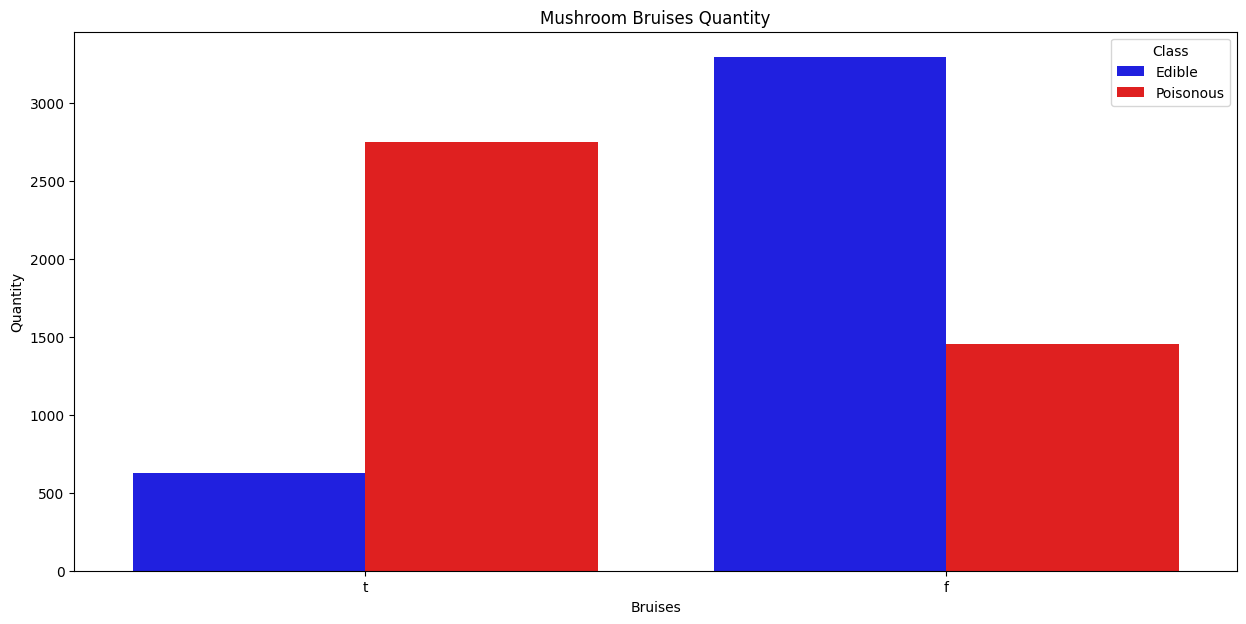 Mushroom Bruises Quantity
Class
Edible
Poisonous
3000
2500
2000
1500
1000
500
0
Quantity
t
f
Bruises